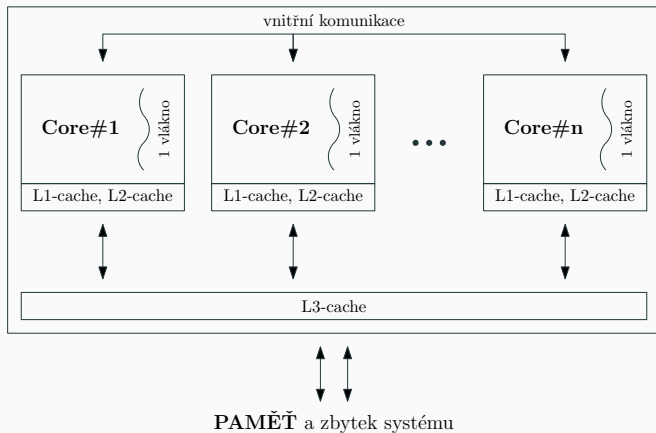 vnitřní komunikace
Core#1
1 vlákno
L1-cache, L2-cache
Core#2
1 vlákno
L1-cache, L2-cache
...
Core#n
1 vlákno
L1-cache, L2-cache
L3-cache
PAMĚŤ a zbytek systému